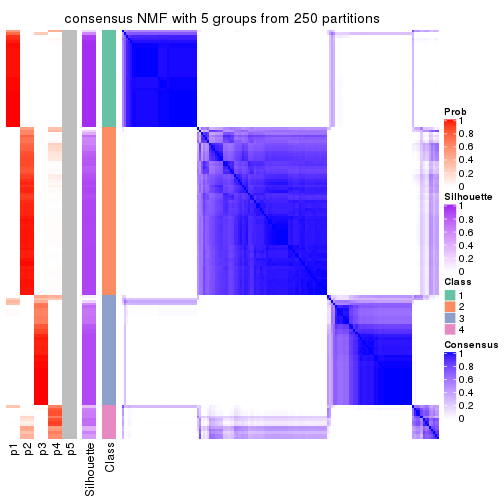 consensus NMF with 5 groups from 250 partitions
Prob
1
0.8
0.6
0.4
0.2
0
Silhouette
1
0.8
0.6
0.4
0.2
0
Class
1
2
3
4
Consensus
1
0.8
0.6
0.4
0.2
0
p1
p2
p3
p4
p5
Silhouette
Class